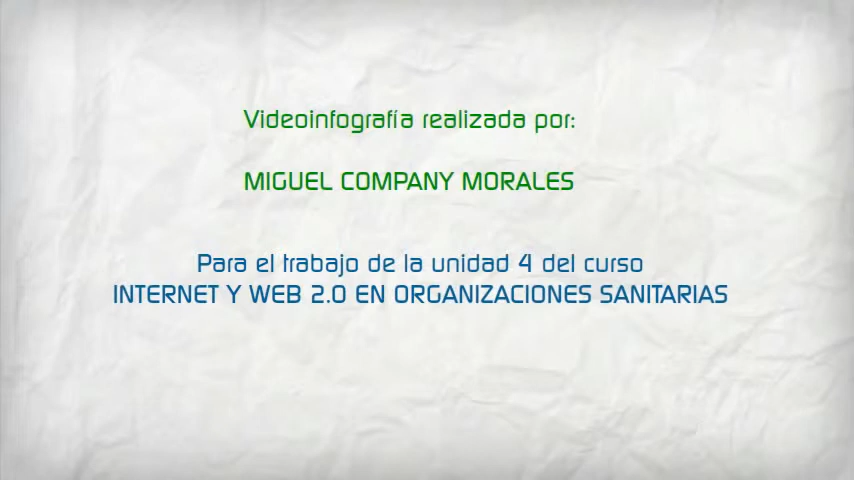 Videoinfografía realizada por:
MIGUEL COMPANY MORALES
Para el trabajo de la unidad 4 del curso
INTERNET Y WEB 2.0 EN ORGANIZACIONES SANITARIAS